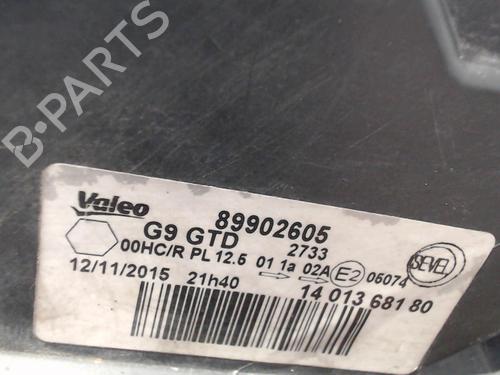 B-PARTS
Valeo 89902605
G9 GTD 2733
00HC/R PL 12.5 01 1a 02A E2 06074 SEVEL
12/11/2015 21h40 14 013 681 80